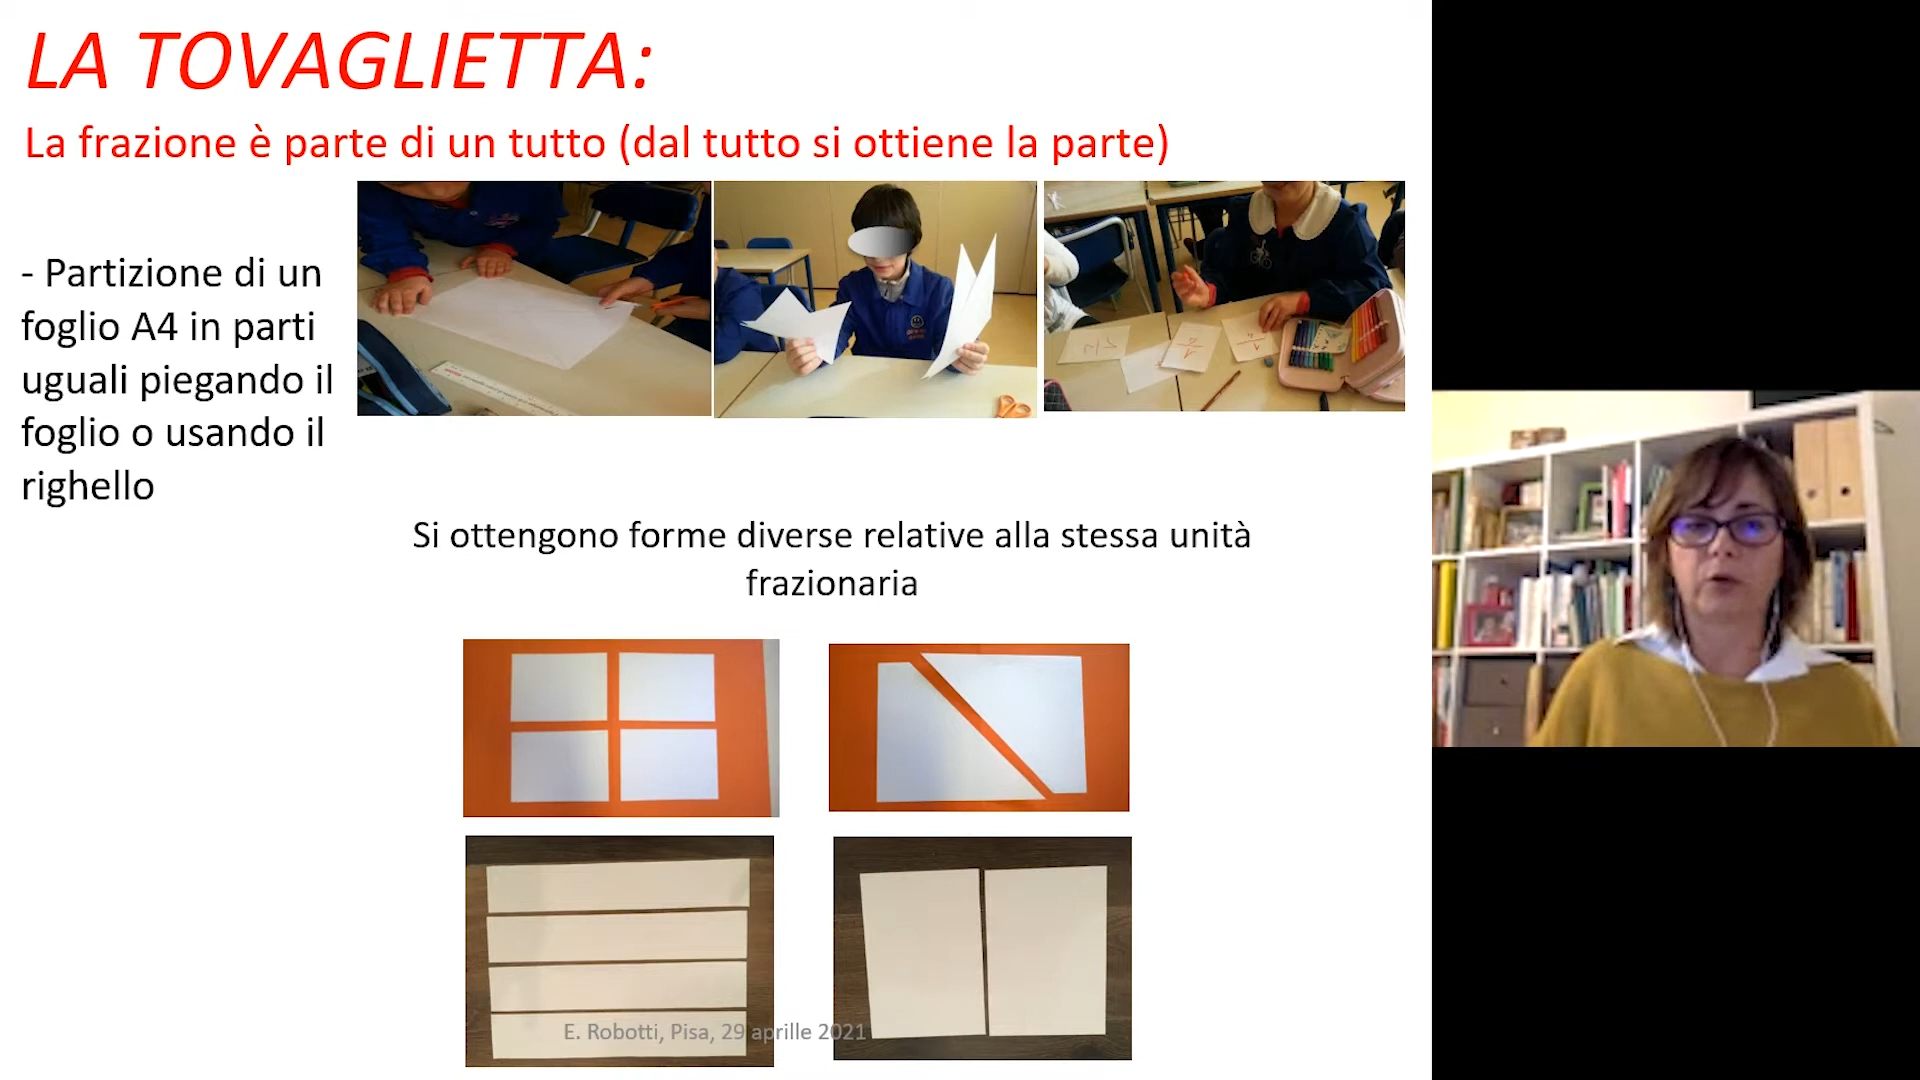 LA TOVAGLIETTA:
La frazione è parte di un tutto (dal tutto si ottiene la parte)
- Partizione di un
foglio A4 in parti
uguali piegando il
foglio o usando il
righello
Si ottengono forme diverse relative alla stessa unità
frazionaria
E. Robotti, Pisa, 29 aprille 2021